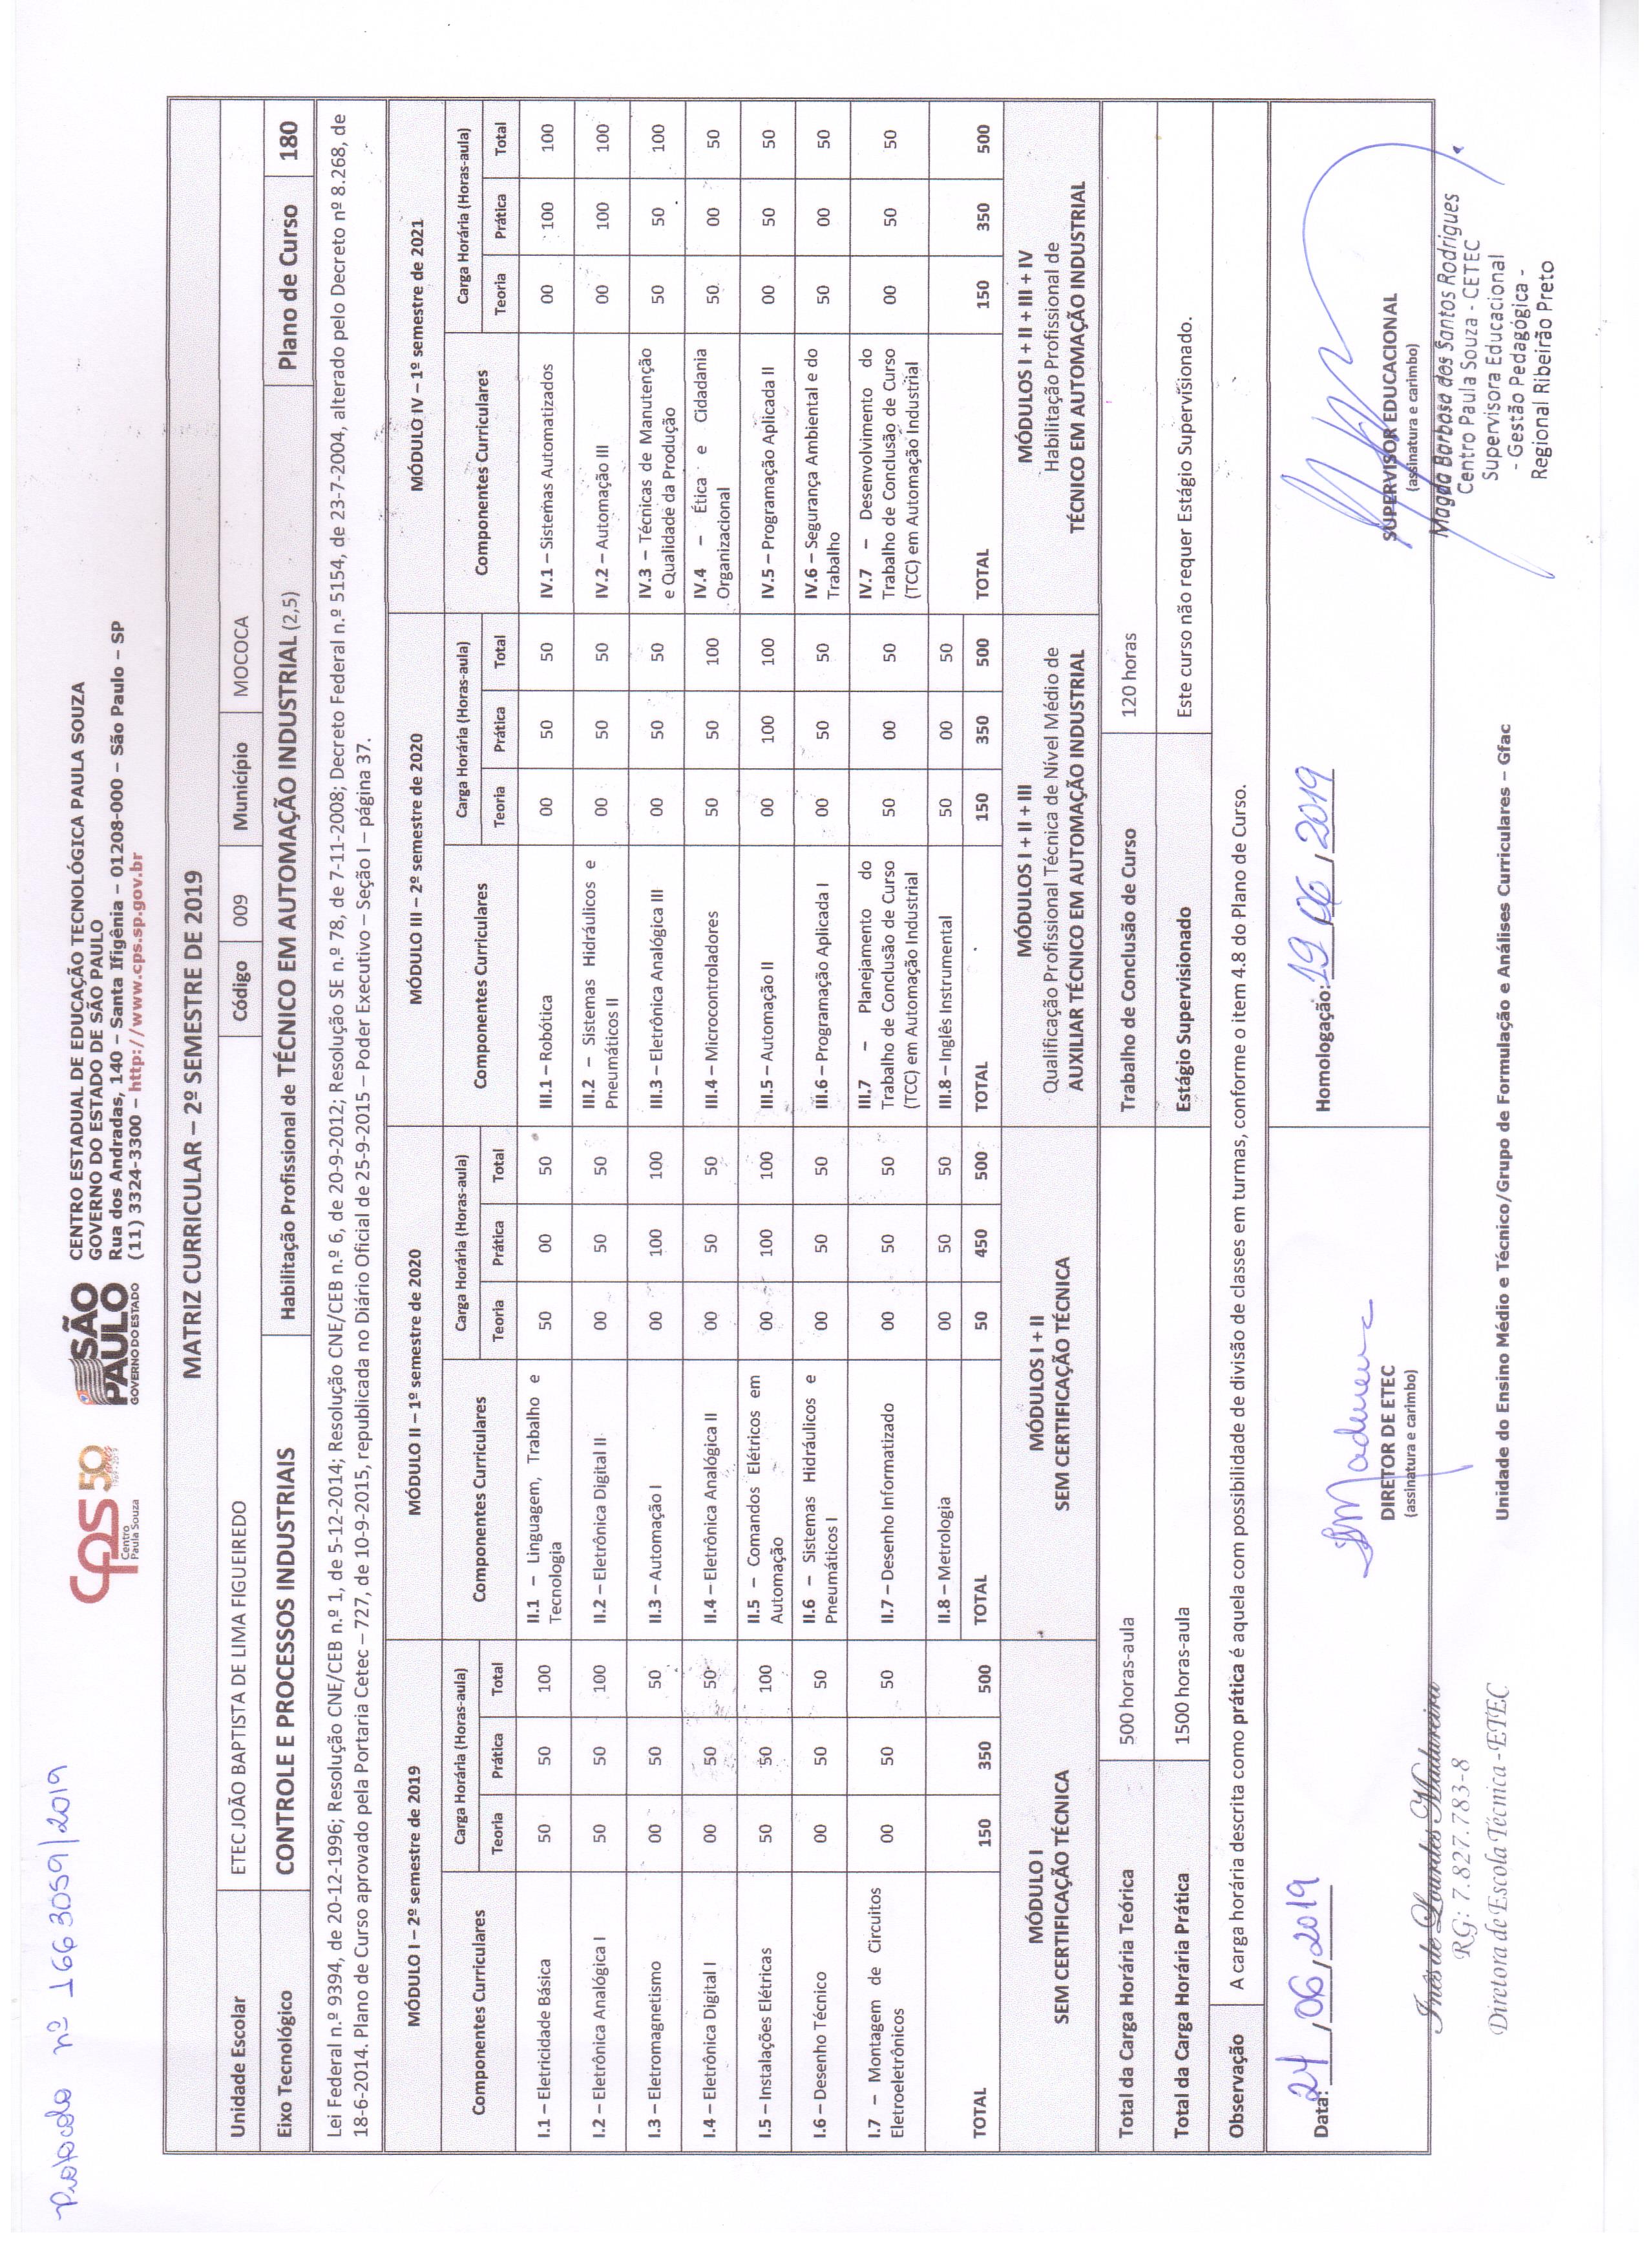 Protocolo nº 1663059/2019
cps 50 anos
1969-2019
Centro
Paula Souza
SÃO
PAULO
GOVERNO DO ESTADO
CENTRO ESTADUAL DE EDUCAÇÃO TECNOLÓGICA PAULA SOUZA
GOVERNO DO ESTADO DE SÃO PAULO
Rua dos Andradas, 140 – Santa Ifigênia – 01208-000 – São Paulo – SP
(11) 3324-3300 – http://www.cps.sp.gov.br
MATRIZ CURRICULAR – 2º SEMESTRE DE 2019
Unidade Escolar ETEC JOÃO BAPTISTA DE LIMA FIGUEIREDO Código 009 Município MOCOCA
Eixo Tecnológico CONTROLE E PROCESSOS INDUSTRIAIS Habilitação Profissional de TÉCNICO EM AUTOMAÇÃO INDUSTRIAL (2,5) Plano de Curso 180
Lei Federal n.º 9394, de 20-12-1996; Resolução CNE/CEB n.º 1, de 5-12-2014; Resolução CNE/CEB n.º 6, de 20-9-2012; Resolução SE n.º 78, de 7-11-2008; Decreto Federal n.º 5154, de 23-7-2004, alterado pelo Decreto nº 8.268, de
18-6-2014. Plano de Curso aprovado pela Portaria Cetec – 727, de 10-9-2015, republicada no Diário Oficial de 25-9-2015 – Poder Executivo – Seção I – página 37.
MÓDULO I – 2º semestre de 2019
Componentes Curriculares Carga Horária (Horas-aula)
Teoria Prática Total
I.1 – Eletricidade Básica 50 50 100
I.2 – Eletrônica Analógica I 50 50 100
I.3 – Eletromagnetismo 00 50 50
I.4 – Eletrônica Digital I 00 50 50
I.5 – Instalações Elétricas 50 50 100
I.6 – Desenho Técnico 00 50 50
I.7 – Montagem de Circuitos
Eletroeletrônicos 00 50 50
TOTAL 150 350 500
MÓDULO I
SEM CERTIFICAÇÃO TÉCNICA
MÓDULO II – 1º semestre de 2020
Componentes Curriculares Carga Horária (Horas-aula)
Teoria Prática Total
II.1 – Linguagem, Trabalho e
Tecnologia 50 00 50
II.2 – Eletrônica Digital II 00 50 50
II.3 – Automação I 00 100 100
II.4 – Eletrônica Analógica II 00 50 50
II.5 – Comandos Elétricos em
Automação 00 100 100
II.6 – Sistemas Hidráulicos e
Pneumáticos I 00 50 50
II.7 – Desenho Informatizado 00 50 50
II.8 – Metrologia 00 50 50
TOTAL 50 450 500
MÓDULOS I + II
SEM CERTIFICAÇÃO TÉCNICA
MÓDULO III – 2º semestre de 2020
Componentes Curriculares Carga Horária (Horas-aula)
Teoria Prática Total
III.1 – Robótica 00 50 50
III.2 – Sistemas Hidráulicos e
Pneumáticos II 00 50 50
III.3 – Eletrônica Analógica III 00 50 50
III.4 – Microcontroladores 50 50 100
III.5 – Automação II 00 100 100
III.6 – Programação Aplicada I 00 50 50
III.7 – Planejamento do
Trabalho de Conclusão de Curso
(TCC) em Automação Industrial 50 00 50
III.8 – Inglês Instrumental 50 00 50
TOTAL 150 350 500
MÓDULOS I + II + III
Qualificação Profissional Técnica de Nível Médio de
AUXILIAR TÉCNICO EM AUTOMAÇÃO INDUSTRIAL
MÓDULO IV – 1º semestre de 2021
Componentes Curriculares Carga Horária (Horas-aula)
Teoria Prática Total
IV.1 – Sistemas Automatizados 00 100 100
IV.2 – Automação III 00 100 100
IV.3 – Técnicas de Manutenção
e Qualidade da Produção 50 50 100
IV.4 – Ética e Cidadania
Organizacional 50 00 50
IV.5 – Programação Aplicada II 00 50 50
IV.6 – Segurança Ambiental e do
Trabalho 50 00 50
IV.7 – Desenvolvimento do
Trabalho de Conclusão de Curso
(TCC) em Automação Industrial 00 50 50
TOTAL 150 350 500
MÓDULOS I + II + III + IV
Habilitação Profissional de
TÉCNICO EM AUTOMAÇÃO INDUSTRIAL
Total da Carga Horária Teórica 500 horas-aula Trabalho de Conclusão de Curso 120 horas
Total da Carga Horária Prática 1500 horas-aula Estágio Supervisionado Este curso não requer Estágio Supervisionado.
Observação A carga horária descrita como prática é aquela com possibilidade de divisão de classes em turmas, conforme o item 4.8 do Plano de Curso.
Data: 24/06/2019
Madureira
DIRETOR DE ETEC
(assinatura e carimbo)
Inês de Lourdes Madureira
RG: 7.827.783-8
Diretora de Escola Técnica - ETEC
Homologação: 19/06/2019
SUPERVISOR EDUCACIONAL
(assinatura e carimbo)
Magda Barbosa dos Santos Rodrigues
Centro Paula Souza - CETEC
Supervisora Educacional
- Gestão Pedagógica -
Regional Ribeirão Preto
Unidade do Ensino Médio e Técnico/Grupo de Formulação e Análises Curriculares – Gfac